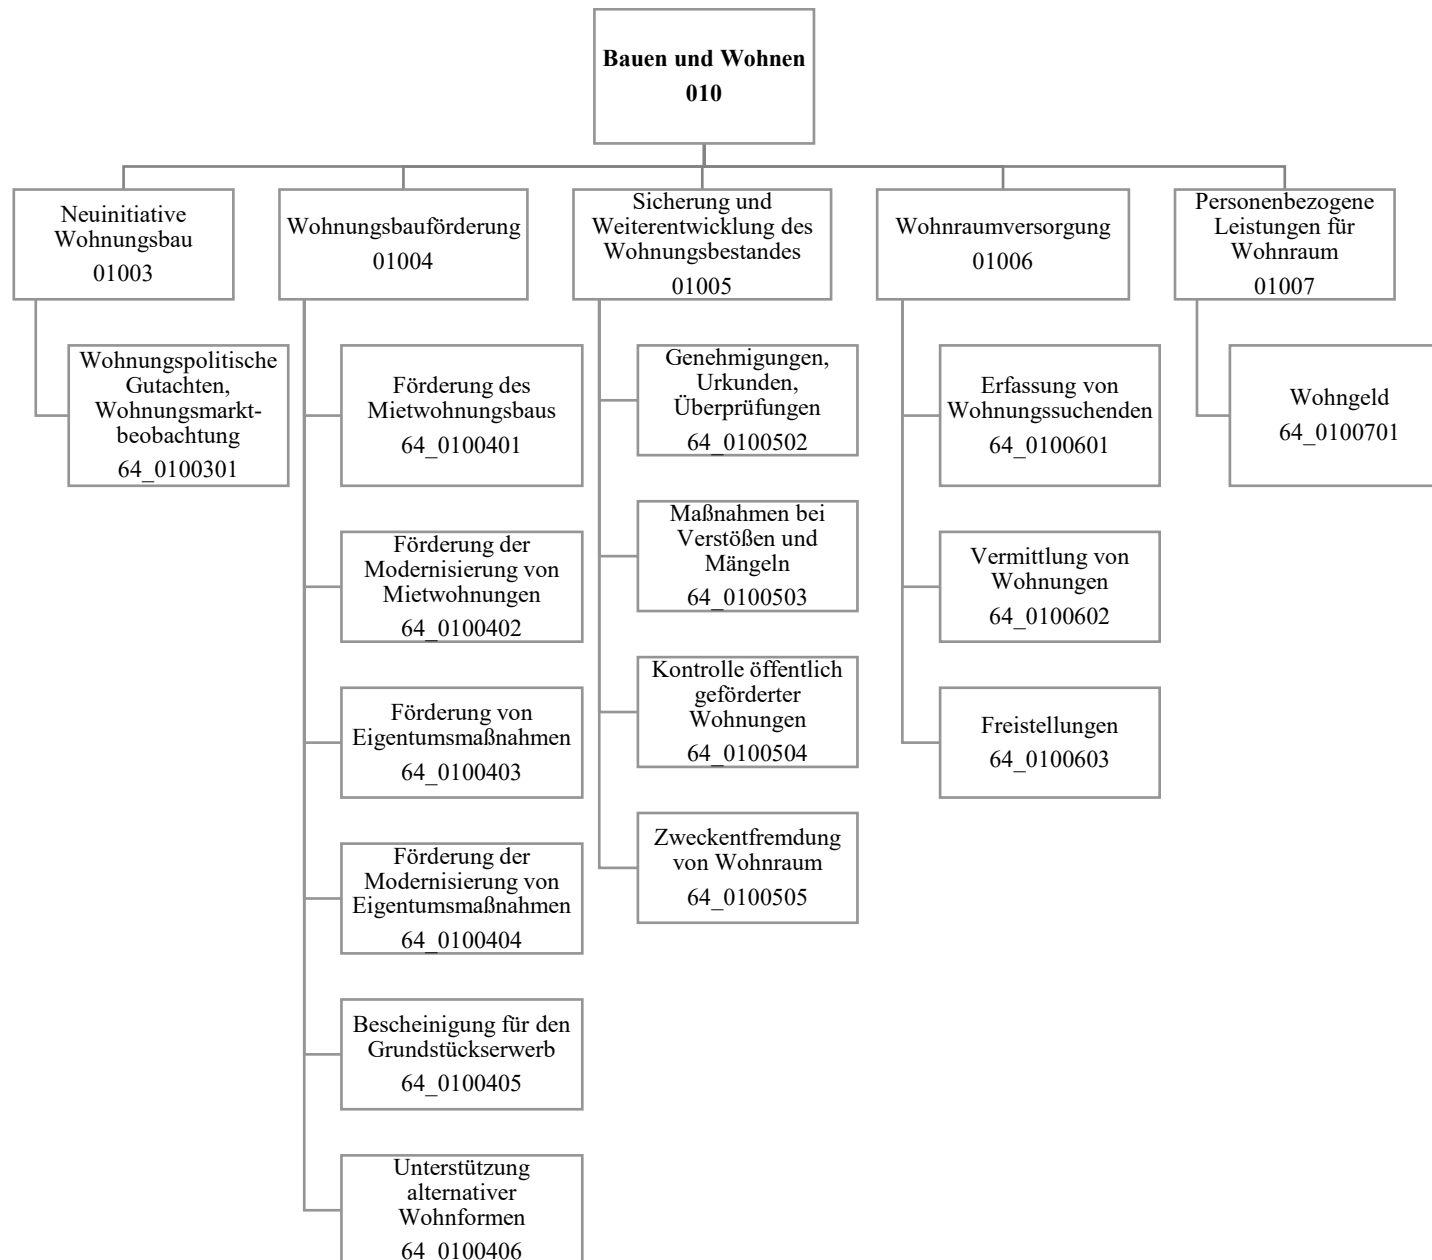 Bauen und Wohnen
010
Neuinitiative
Wohnungsbau
01003
Wohnungsbauförderung
01004
Sicherung und
Weiterentwicklung des
Wohnungsbestandes
01005
Wohnraumversorgung
01006
Personenbezogene
Leistungen für
Wohnraum
01007
Wohnungspolitische
Gutachten,
Wohnungsmarkt-
beobachtung
64_0100301
Förderung des
Mietwohnungsbaus
64_0100401
Förderung der
Modernisierung von
Mietwohnungen
64_0100402
Förderung von
Eigentumsmaßnahmen
64_0100403
Förderung der
Modernisierung von
Eigentumsmaßnahmen
64_0100404
Bescheinigung für den
Grundstückserwerb
64_0100405
Unterstützung
alternativer
Wohnformen
64_0100406
Genehmigungen,
Urkunden,
Überprüfungen
64_0100502
Maßnahmen bei
Verstößen und
Mängeln
64_0100503
Kontrolle öffentlich
geförderter
Wohnungen
64_0100504
Zweckentfremdung
von Wohnraum
64_0100505
Erfassung von
Wohnungssuchenden
64_0100601
Vermittlung von
Wohnungen
64_0100602
Freistellungen
64_0100603
Wohngeld
64_0100701